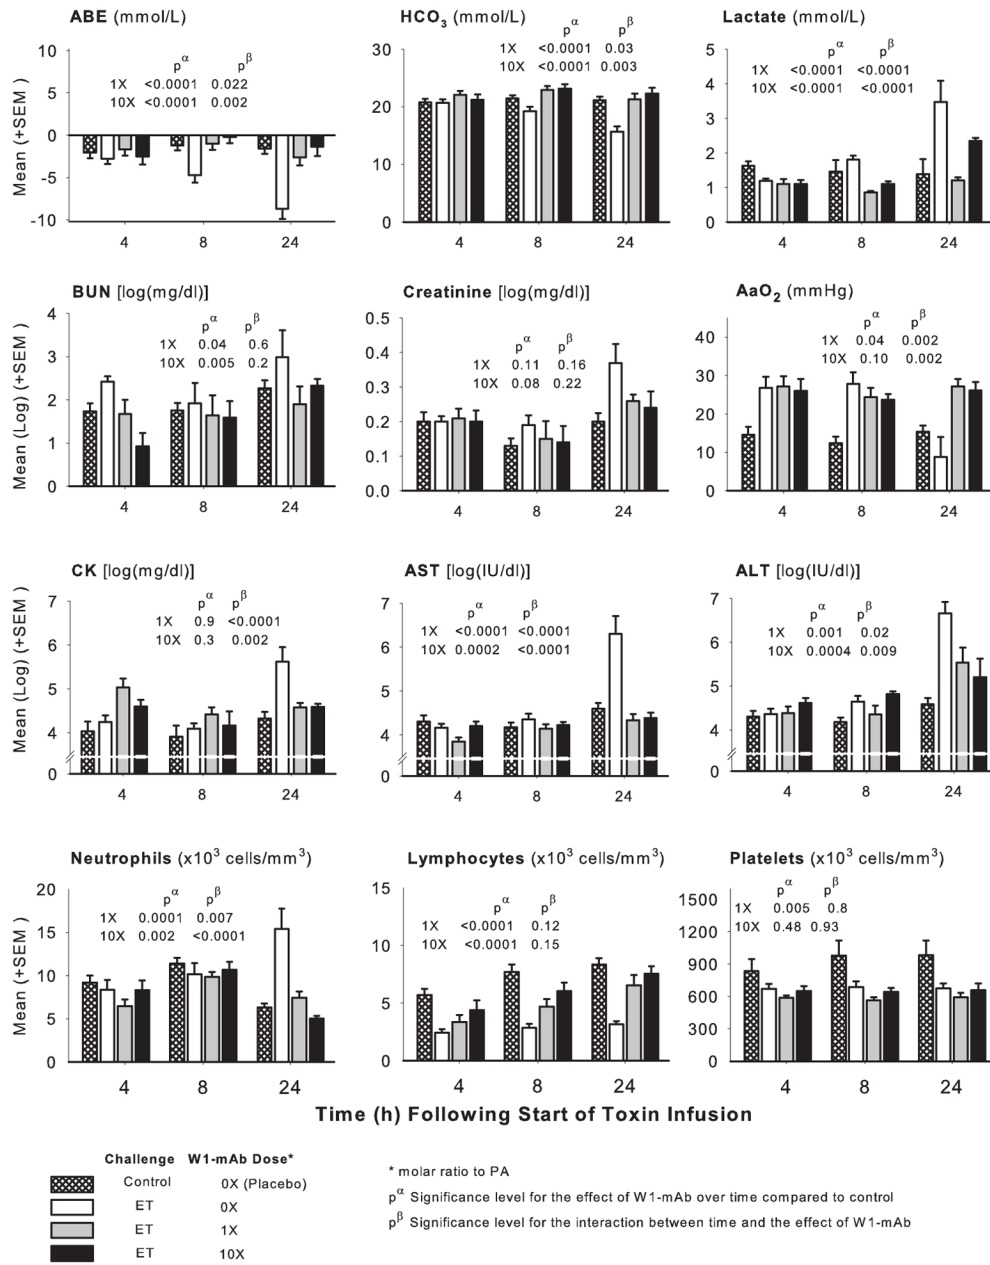 ABE (mmol/L)
pα pβ
1X <0.0001 0.022
10X <0.0001 0.002
Mean (+SEM )
10
5
0
-5
-10
4 8 24
HCO3 (mmol/L)
pα pβ
1X <0.0001 0.03
10X <0.0001 0.003
30
20
10
0
4 8 24
Lactate (mmol/L)
pα pβ
1X <0.0001 <0.0001
10X <0.0001 <0.0001
5
4
3
2
1
0
4 8 24
BUN [log(mg/dl)]
pα pβ
1X 0.04 0.6
10X 0.005 0.2
Mean (Log) (+SEM )
4
3
2
1
0
4 8 24
Creatinine [log(mg/dl)]
pα pβ
1X 0.11 0.16
10X 0.08 0.22
0.5
0.4
0.3
0.2
0.1
0.0
4 8 24
AaO2 (mmHg)
pα pβ
1X 0.04 0.002
10X 0.10 0.002
40
30
20
10
0
4 8 24
CK [log(mg/dl)]
pα pβ
1X 0.9 <0.0001
10X 0.3 0.002
Mean (Log) (+SEM )
7
6
5
4
0
4 8 24
AST [log(IU/dl)]
pα pβ
1X <0.0001 <0.0001
10X 0.0002 <0.0001
7
6
5
4
0
4 8 24
ALT [log(IU/dl)]
pα pβ
1X 0.001 0.02
10X 0.0004 0.009
7
6
5
4
0
4 8 24
Neutrophils (x10³ cells/mm³)
pα pβ
1X 0.0001 0.007
10X 0.002 <0.0001
Mean (+SEM )
20
15
10
5
0
4 8 24
Lymphocytes (x10³ cells/mm³)
pα pβ
1X <0.0001 0.12
10X <0.0001 0.15
15
10
5
0
4 8 24
Platelets (x10³ cells/mm³)
pα pβ
1X 0.005 0.8
10X 0.48 0.93
1500
1200
900
600
300
0
4 8 24
Time (h) Following Start of Toxin Infusion
Challenge W1-mAb Dose*
Control 0X (Placebo)
ET 0X
ET 1X
ET 10X
* molar ratio to PA
pα Significance level for the effect of W1-mAb over time compared to control
pβ Significance level for the interaction between time and the effect of W1-mAb